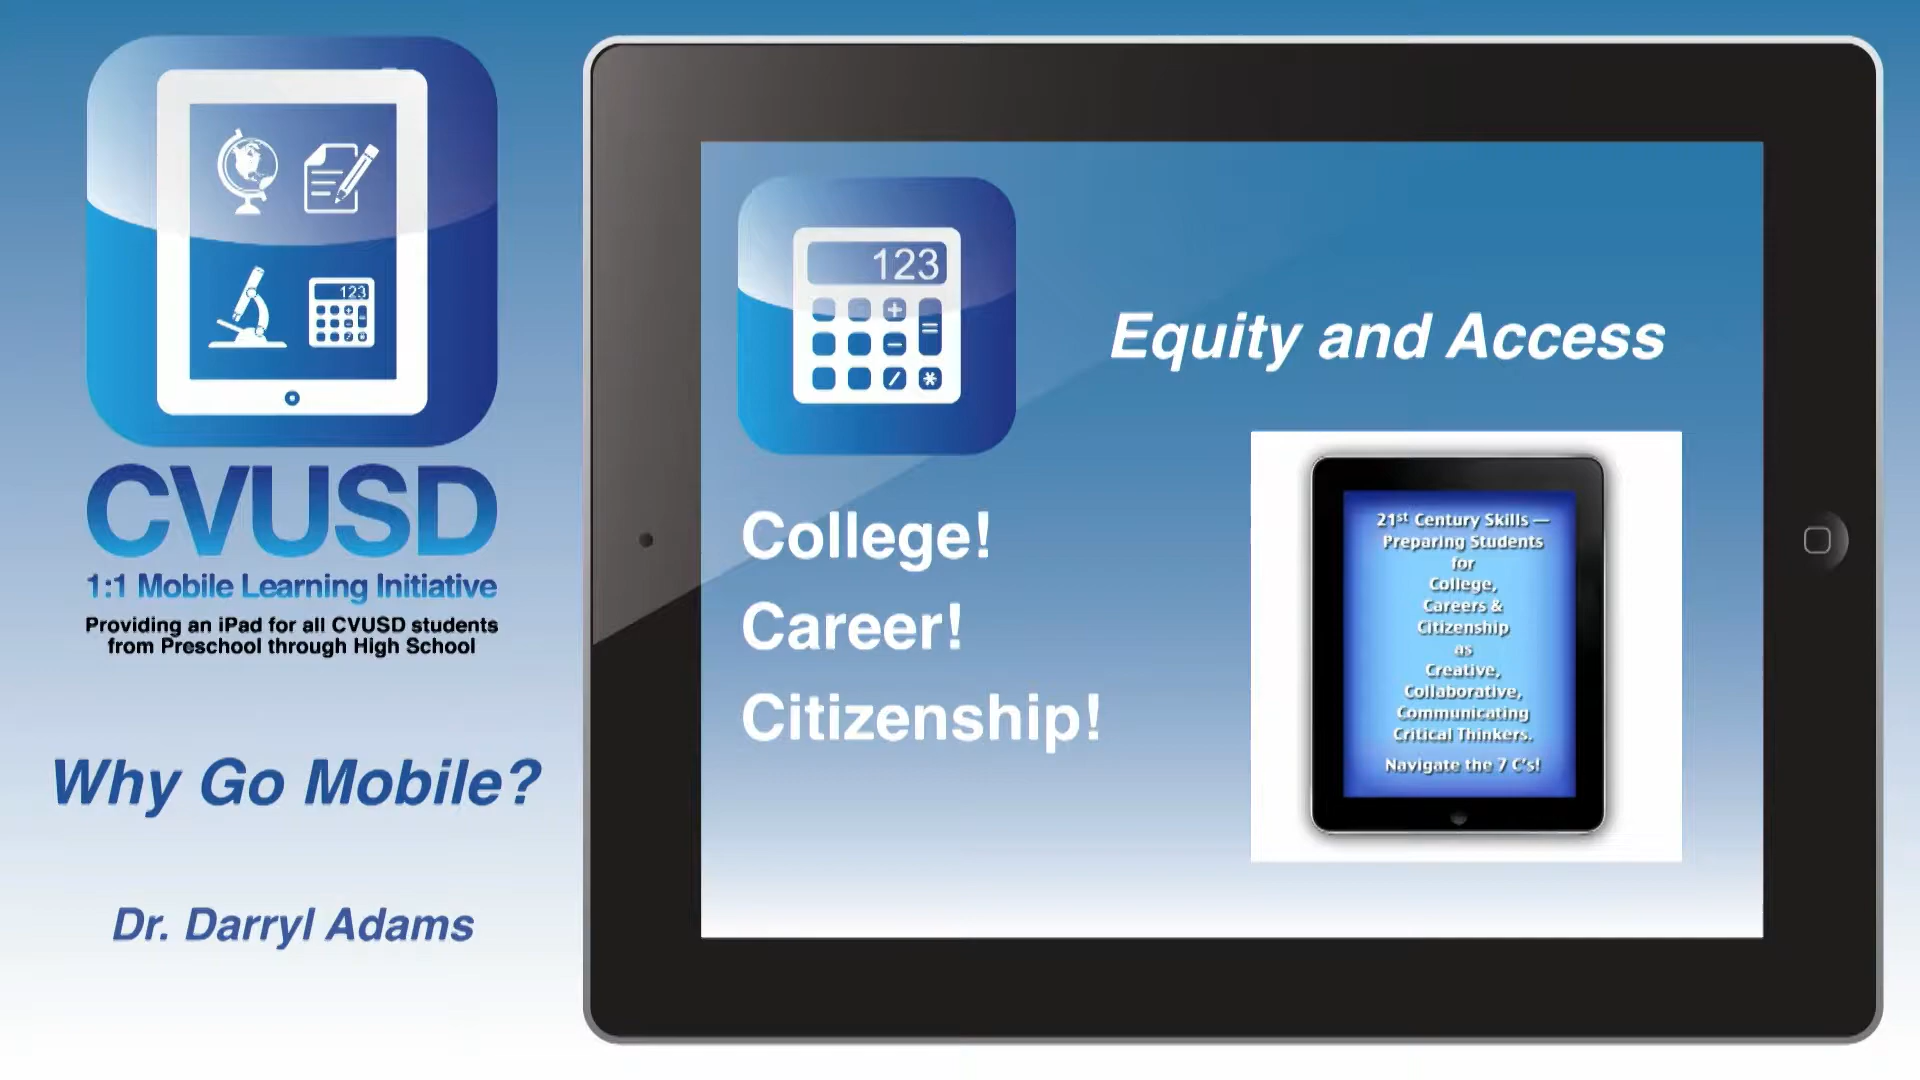 123
CVUSD
1:1 Mobile Learning Initiative
Providing an iPad for all CVUSD students
from Preschool through High School
Why Go Mobile?
Dr. Darryl Adams
123
Equity and Access
College!
Career!
Citizenship!
21st Century Skills —
Preparing Students
for
College,
Careers &
Citizenship
as
Creative,
Collaborative,
Communicating
Critical Thinkers.
Navigate the 7 C's!